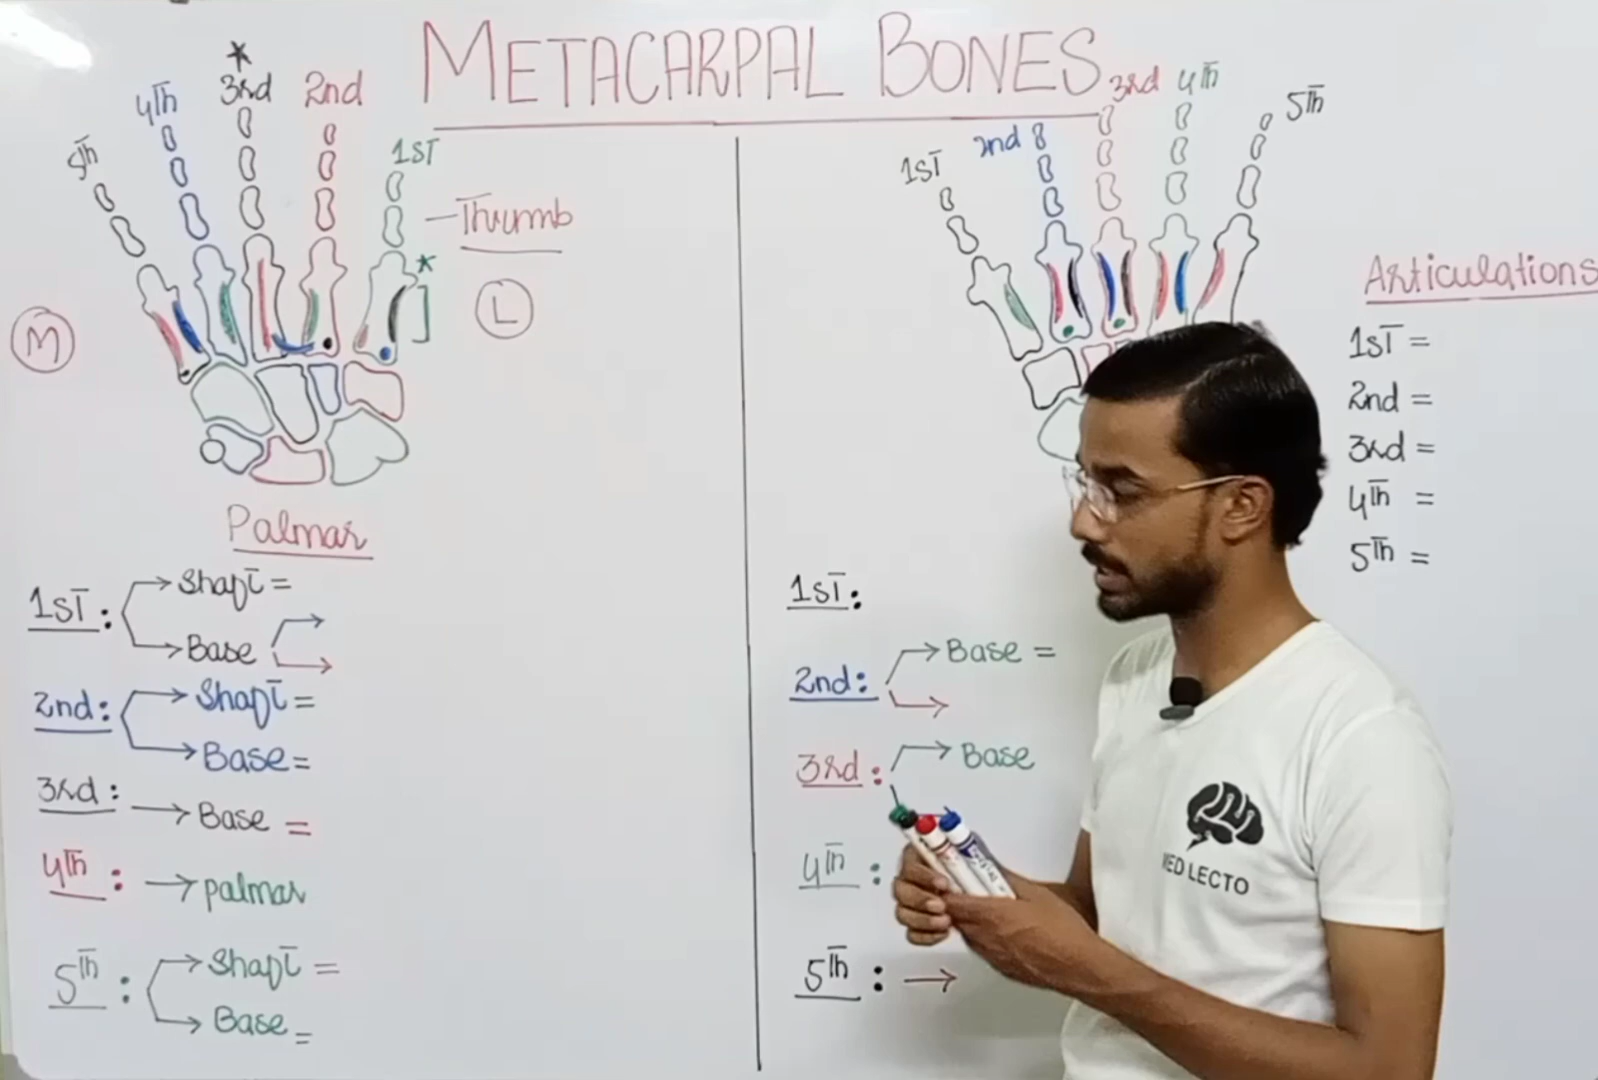 METACARPAL BONES
5Th
4Th
*
3rd
2nd
1ST
Thumb
*
M
L
Palmar
1ST:
Shaft =
Base
2nd:
Shaft =
Base =
3rd:
Base =
4Th :
palmar
5Th :
Shaft =
Base =
1ST
2nd
3rd
4Th
5Th
Articulations
1ST =
2nd =
3rd =
4Th =
5Th =
1ST:
2nd:
Base =
3rd:
Base
4Th :
5Th :
MED LECTO